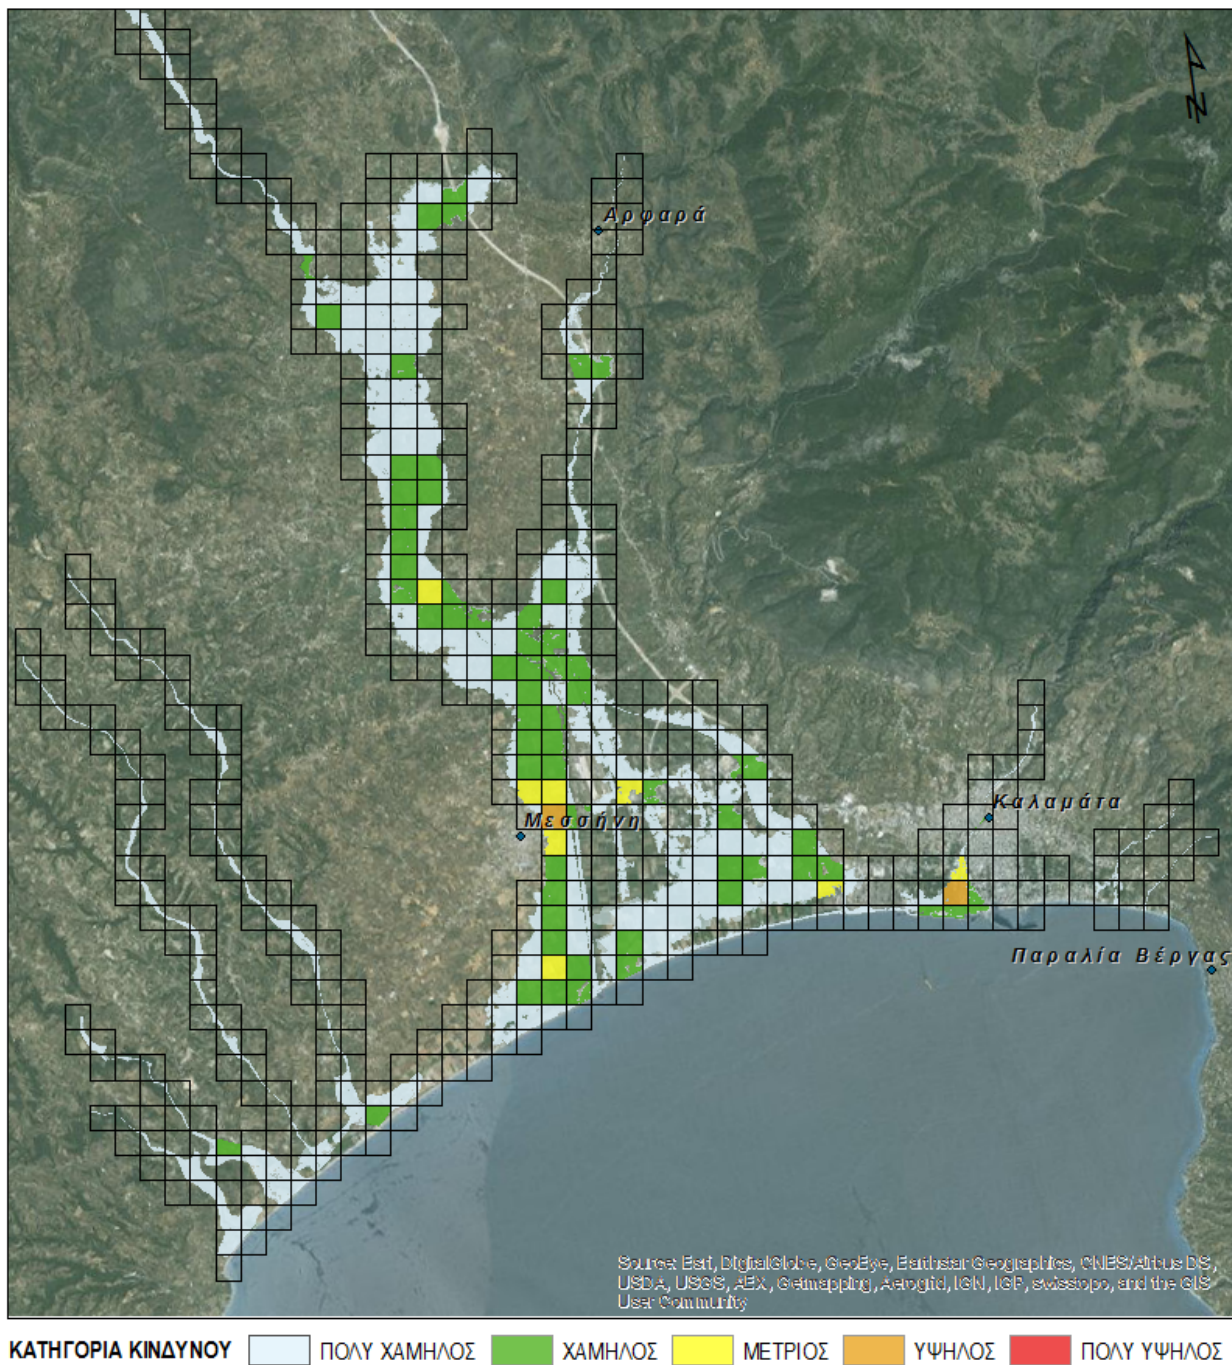 Αρφαρά
Καλαμάτα
Μεσσήνη
Παραλία Βέργας
Source: Esri, DigitalGlobe, GeoEye, Earthstar Geographics, CNES/Airbus DS,
USDA, USGS, AEX, Getmapping, Aerogrid, IGN, IGP, swisstopo, and the GIS
User Community
ΚΑΤΗΓΟΡΙΑ ΚΙΝΔΥΝΟΥ ΠΟΛΥ ΧΑΜΗΛΟΣ ΧΑΜΗΛΟΣ ΜΕΤΡΙΟΣ ΥΨΗΛΟΣ ΠΟΛΥ ΥΨΗΛΟΣ